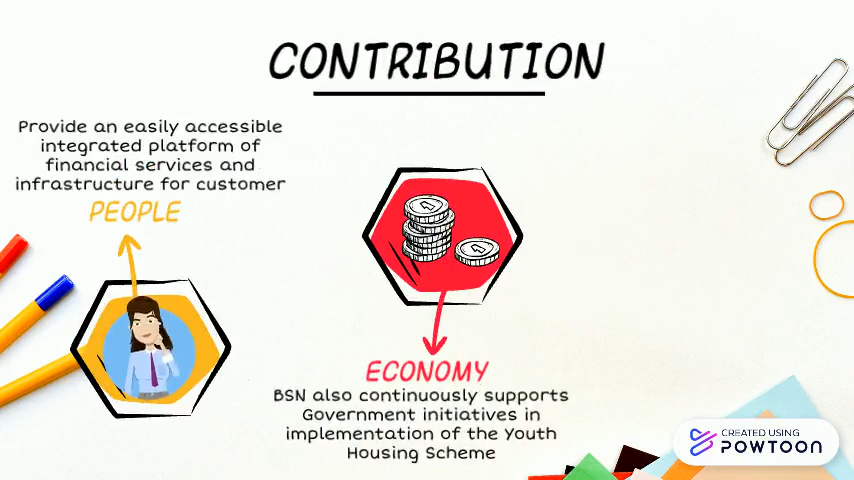 CONTRIBUTION
Provide an easily accessible
integrated platform of
financial services and
infrastructure for customer
PEOPLE
ECONOMY
BSN also continuously supports
Government initiatives in
implementation of the Youth
Housing Scheme
CREATED USING
POWTOON